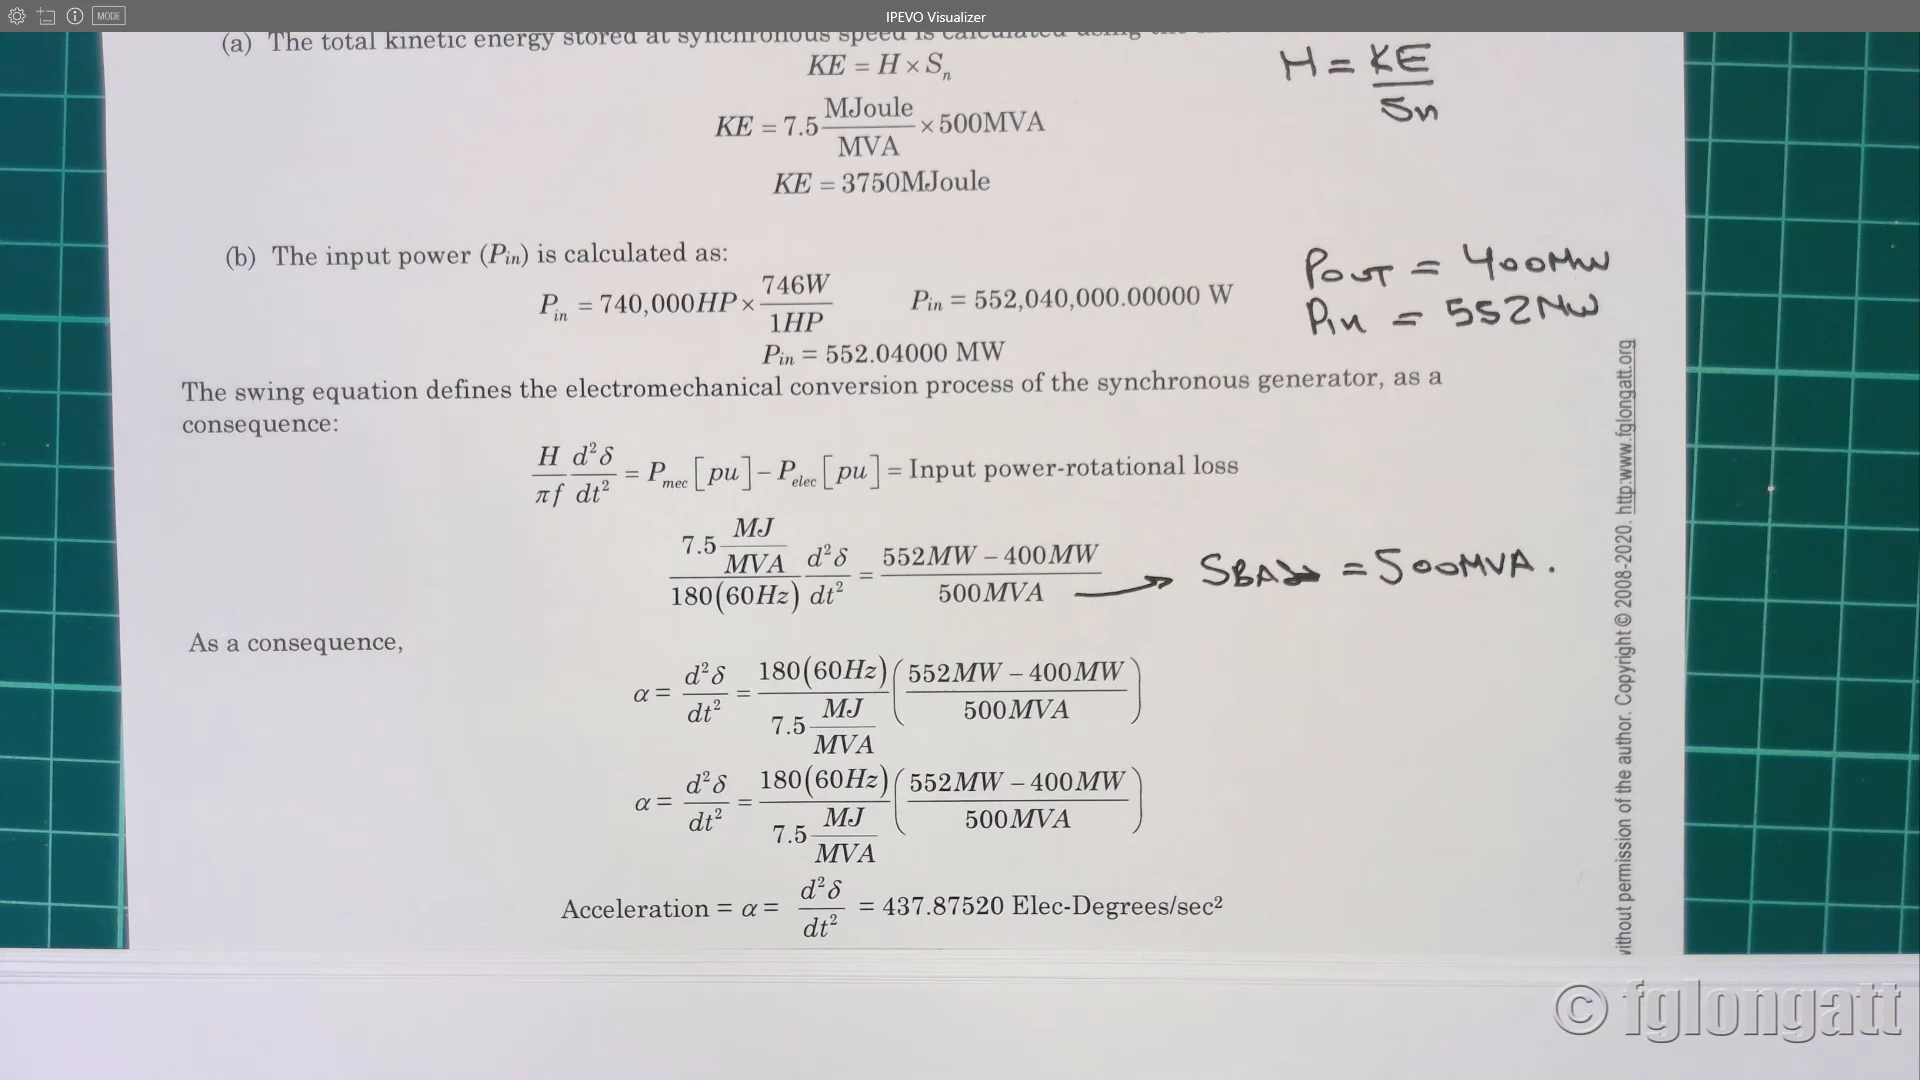 MODE
IPEVO Visualizer
(a) The total kinetic energy stored at synchronous speed is calculated using the
KE = H × Sn
H = KE / Sn
KE = 7.5 MJoule / MVA × 500MVA
KE = 3750MJoule
(b) The input power (Pin) is calculated as:
Pin = 740,000HP × 746W / 1HP
Pin = 552,040,000.00000 W
Pin = 552.04000 MW
POUT = 400MW
Pin = 552MW
The swing equation defines the electromechanical conversion process of the synchronous generator, as a
consequence:
H / πf d²δ / dt² = Pmec [pu] – Pelec [pu] = Input power-rotational loss
7.5 MJ / MVA / 180(60Hz) d²δ / dt² = 552MW – 400MW / 500MVA
→ SBASE = 500MVA.
As a consequence,
α = d²δ / dt² = 180(60Hz) / 7.5 MJ / MVA (552MW – 400MW / 500MVA)
α = d²δ / dt² = 180(60Hz) / 7.5 MJ / MVA (552MW – 400MW / 500MVA)
Acceleration = α = d²δ / dt² = 437.87520 Elec-Degrees/sec²
without permission of the author. Copyright © 2008-2020. http:www.fglongatt.org
© fglongatt